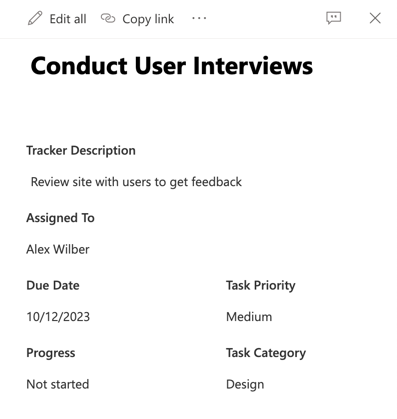 Edit all Copy link ...
Conduct User Interviews
Tracker Description
Review site with users to get feedback
Assigned To
Alex Wilber
Due Date Task Priority
10/12/2023 Medium
Progress Task Category
Not started Design